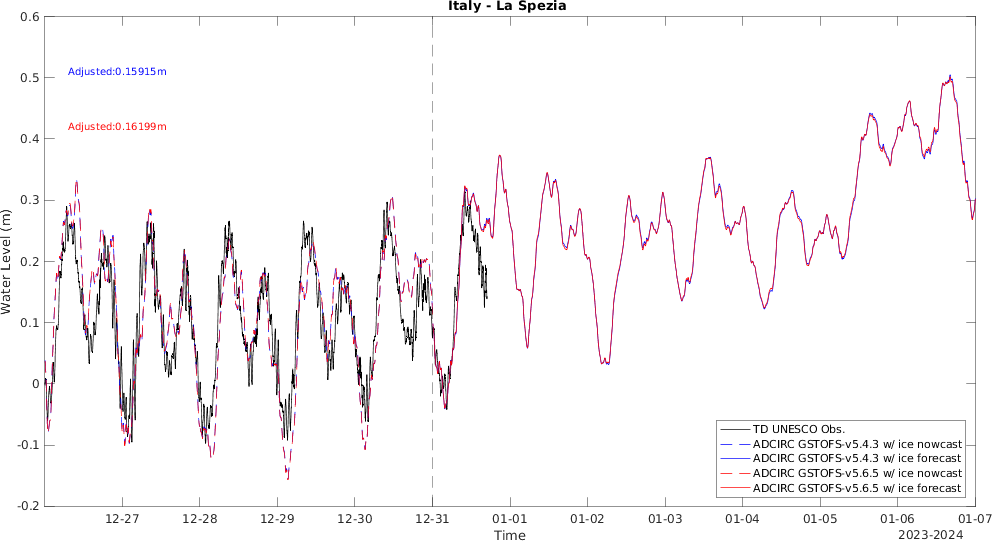 Italy - La Spezia
0.6
0.5
0.4
0.3
0.2
0.1
0
-0.1
-0.2
Water Level (m)
Adjusted:0.15915m
Adjusted:0.16199m
TD UNESCO Obs.
ADCIRC GSTOFS-v5.4.3 w/ ice nowcast
ADCIRC GSTOFS-v5.4.3 w/ ice forecast
ADCIRC GSTOFS-v5.6.5 w/ ice nowcast
ADCIRC GSTOFS-v5.6.5 w/ ice forecast
12-27 12-28 12-29 12-30 12-31 01-01 01-02 01-03 01-04 01-05 01-06 01-07
Time
2023-2024